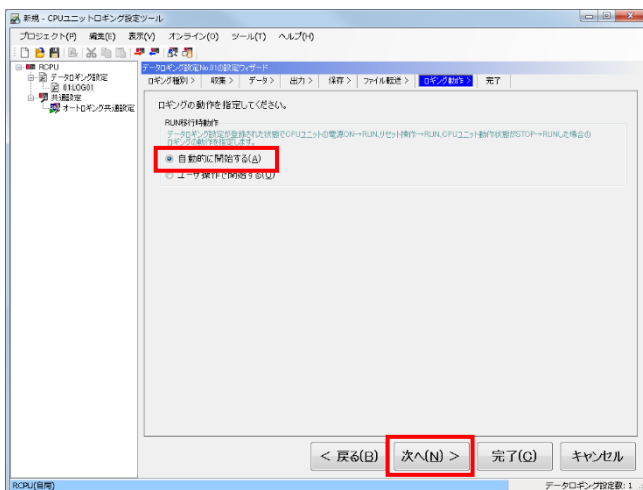 新規 - CPUユニットロギング設定ツール
プロジェクト(P) 編集(E) 表示(V) オンライン(O) ツール(T) ヘルプ(H)
RCPU
データロギング設定
01LOG01
共通設定
オートロギング共通設定
データロギング設定No.01の設定ウィザード
ロギング種別> 収集> データ> 出力> 保存> ファイル転送> ロギング動作> 完了
ロギングの動作を指定してください。
RUN移行時動作
データロギング設定が登録された状態でCPUユニットの電源ON→RUN、リセット操作→RUN、CPUユニット動作状態がSTOP→RUNした場合の
ロギングの動作を指定します。
自動的に開始する(A)
ユーザ操作で開始する(U)
< 戻る(B) 次へ(N) > 完了(C) キャンセル
RCPU(自局) データロギング設定数: 1